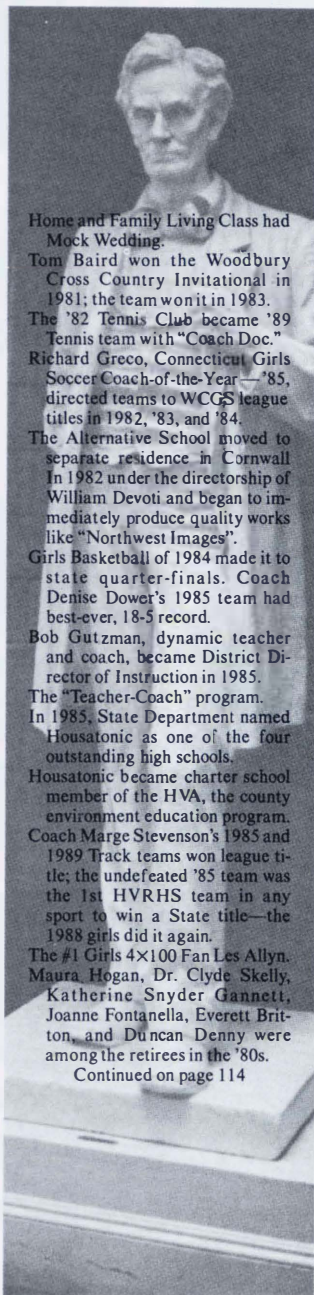 Home and Family Living Class had
Mock Wedding.
Tom Baird won the Woodbury
Cross Country Invitational in
1981; the team won it in 1983.
The '82 Tennis Club became '89
Tennis team with "Coach Doc."
Richard Greco, Connecticut Girls
Soccer Coach-of-the-Year—'85,
directed teams to WCGS league
titles in 1982, '83, and '84.
The Alternative School moved to
separate residence in Cornwall
In 1982 under the directorship of
William Devoti and began to im-
mediately produce quality works
like "Northwest Images".
Girls Basketball of 1984 made it to
state quarter-finals. Coach
Denise Dower's 1985 team had
best-ever, 18-5 record.
Bob Gutzman, dynamic teacher
and coach, became District Di-
rector of Instruction in 1985.
The "Teacher-Coach" program.
In 1985, State Department named
Housatonic as one of the four
outstanding high schools.
Housatonic became charter school
member of the HVA, the county
environment education program.
Coach Marge Stevenson's 1985 and
1989 Track teams won league ti-
tle; the undefeated '85 team was
the 1st HVRHS team in any
sport to win a State title—the
1988 girls did it again.
The #1 Girls 4×100 Fan Les Allyn.
Maura Hogan, Dr. Clyde Skelly,
Katherine Snyder Gannett,
Joanne Fontanella, Everett Brit-
ton, and Duncan Denny were
among the retirees in the '80s.
Continued on page 114